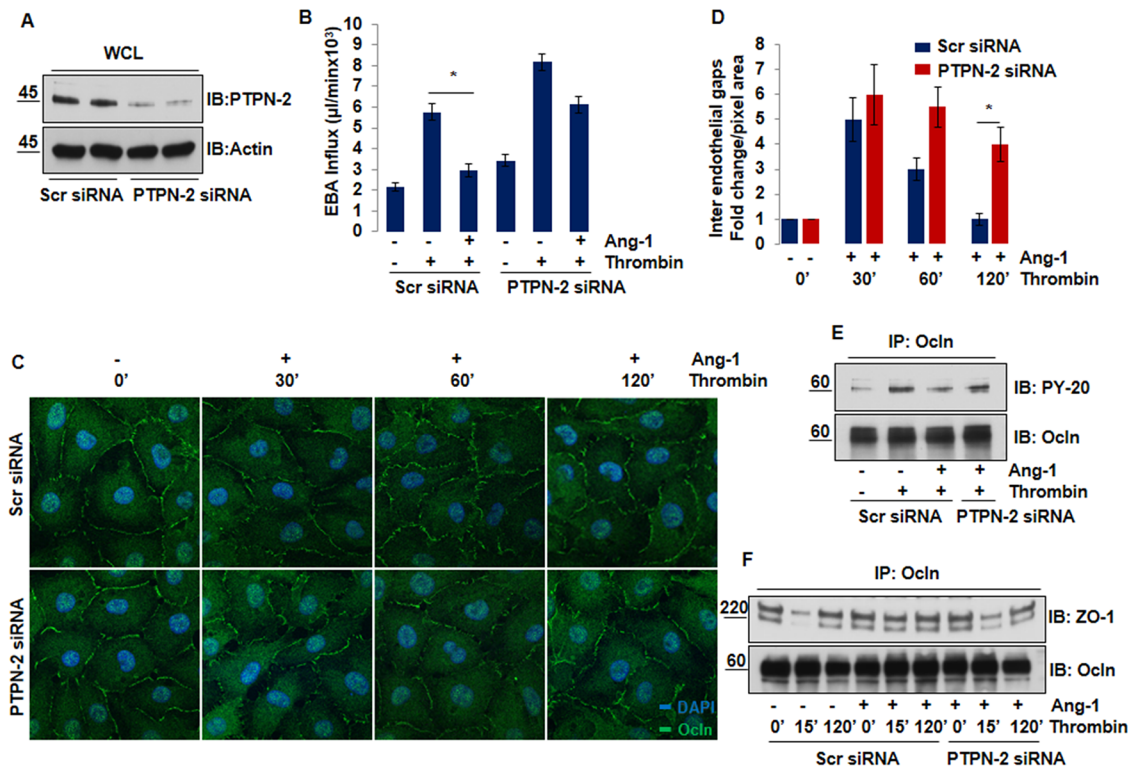 A
WCL
45
IB:PTPN-2
45
IB:Actin
Scr siRNA PTPN-2 siRNA
B
EBA Influx (µl/minx10³)
10
9
8
7
6
5
4
3
2
1
0
- - + - - + Ang-1
- + + - + + Thrombin
Scr siRNA PTPN-2 siRNA
*
D
Inter endothelial gaps
Fold change/pixel area
8
7
6
5
4
3
2
1
0
Scr siRNA
PTPN-2 siRNA
*
- - + + + + + + Ang-1
0’ 30’ 60’ 120’ Thrombin
C
- + + + Ang-1
0’ 30’ 60’ 120’ Thrombin
Scr siRNA
PTPN-2 siRNA
DAPI
Ocln
E
IP: Ocln
60
IB: PY-20
60
IB: Ocln
- - + + Ang-1
- + + + Thrombin
Scr siRNA PTPN-2 siRNA
F
IP: Ocln
220
IB: ZO-1
60
IB: Ocln
- - - + + + + + + Ang-1
0’ 15’ 120’ 0’ 15’ 120’ 0’ 15’ 120’ Thrombin
Scr siRNA PTPN-2 siRNA